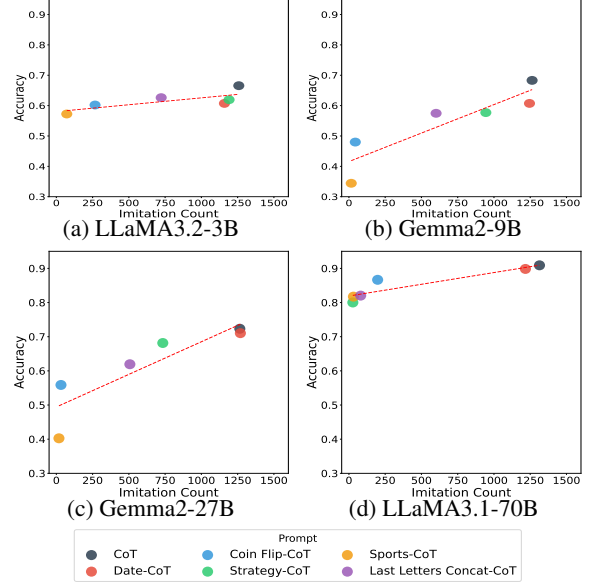 0.9
0.8
0.7
0.6
0.5
0.4
0.3
Accuracy
0 250 500 750 1000 1250 1500
Imitation Count
(a) LLaMA3.2-3B
0.9
0.8
0.7
0.6
0.5
0.4
0.3
Accuracy
0 250 500 750 1000 1250 1500
Imitation Count
(b) Gemma2-9B
0.9
0.8
0.7
0.6
0.5
0.4
0.3
Accuracy
0 250 500 750 1000 1250 1500
Imitation Count
(c) Gemma2-27B
0.9
0.8
0.7
0.6
0.5
0.4
0.3
Accuracy
0 250 500 750 1000 1250 1500
Imitation Count
(d) LLaMA3.1-70B
Prompt
CoT Coin Flip-CoT Sports-CoT
Date-CoT Strategy-CoT Last Letters Concat-CoT